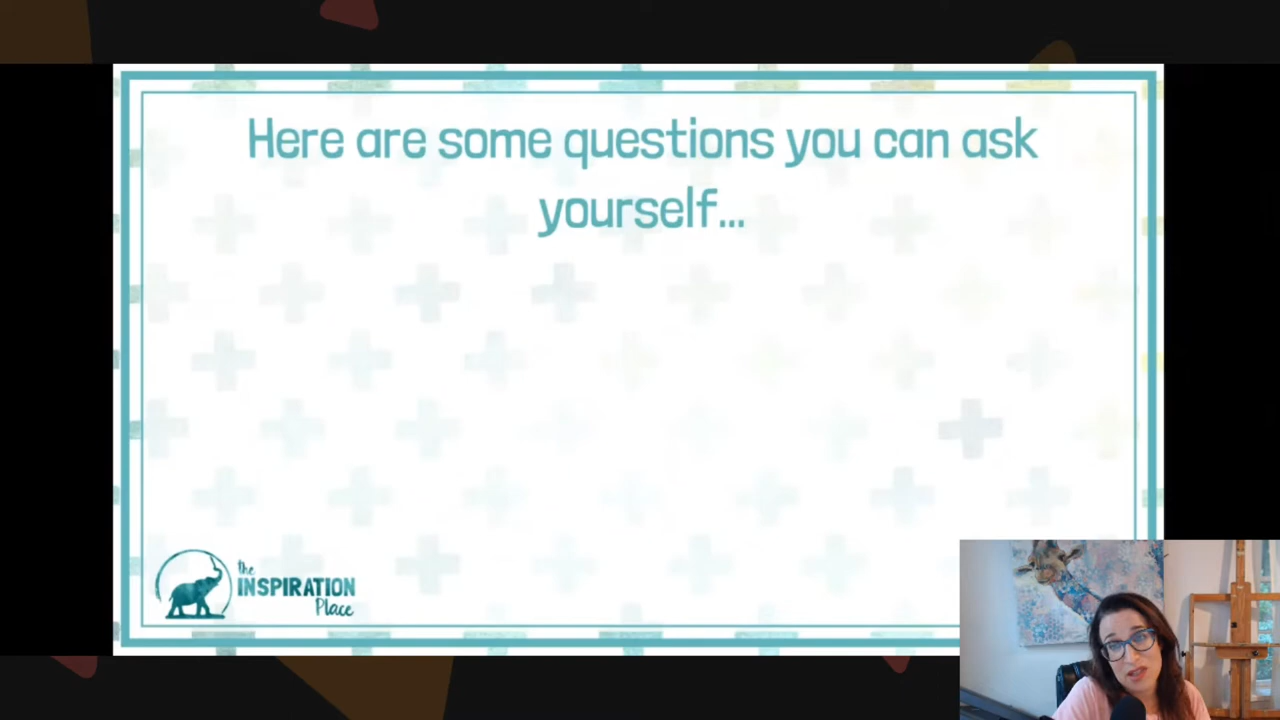 Here are some questions you can ask
yourself...
the
INSPIRATION
Place